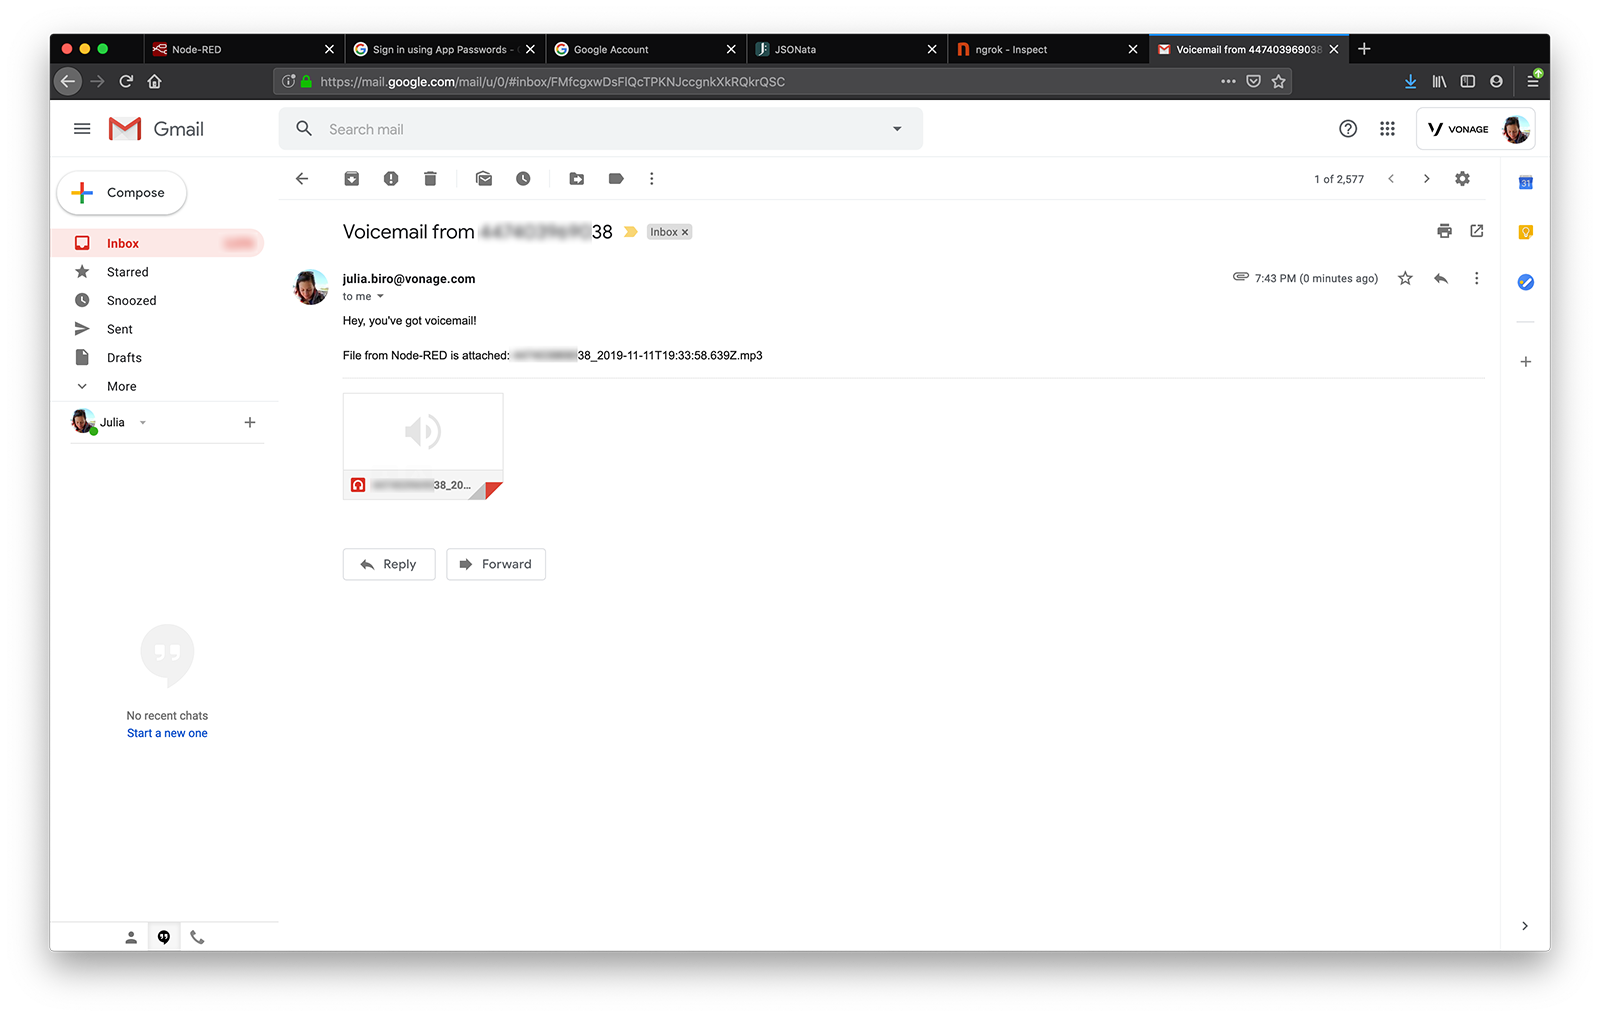 Node-RED
Sign in using App Passwords -
Google Account
JSONata
ngrok - Inspect
Voicemail from 447403969038
https://mail.google.com/mail/u/0/#inbox/FMfcgxwDsFlQcTPKNJccgnkXkRQkrQSC
Gmail
Search mail
VONAGE
Compose
1 of 2,577
31
Voicemail from 38
Inbox
Inbox
Starred
Snoozed
Sent
Drafts
More
Julia
julia.biro@vonage.com
7:43 PM (0 minutes ago)
to me
Hey, you've got voicemail!
File from Node-RED is attached: 38_2019-11-11T19:33:58.639Z.mp3
38_20...
Reply
Forward
No recent chats
Start a new one